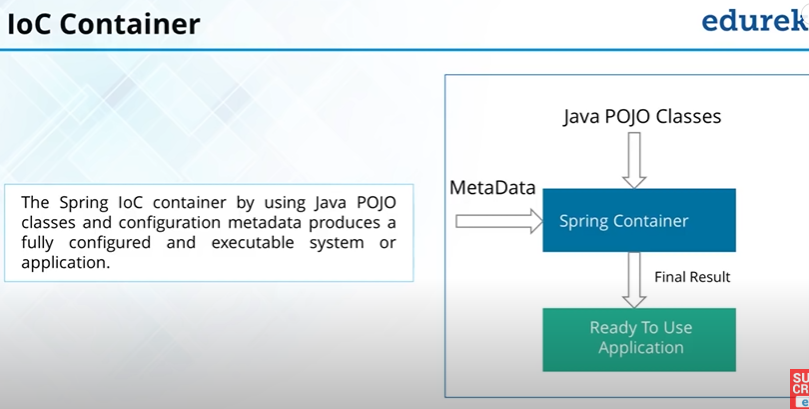 IoC Container
edurek
The Spring IoC container by using Java POJO
classes and configuration metadata produces a
fully configured and executable system or
application.
Java POJO Classes
MetaData
Spring Container
Final Result
Ready To Use
Application
SU
CR
e